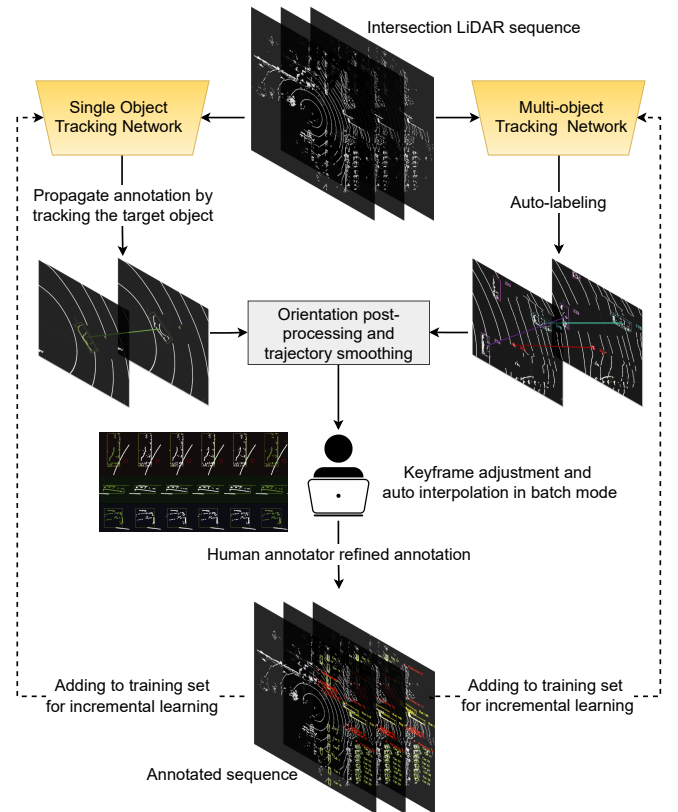 Intersection LiDAR sequence
Single Object
Tracking Network
Multi-object
Tracking Network
Propagate annotation by
tracking the target object
Auto-labeling
Orientation post-
processing and
trajectory smoothing
Keyframe adjustment and
auto interpolation in batch mode
Human annotator refined annotation
Adding to training set
for incremental learning
Adding to training set
for incremental learning
Annotated sequence